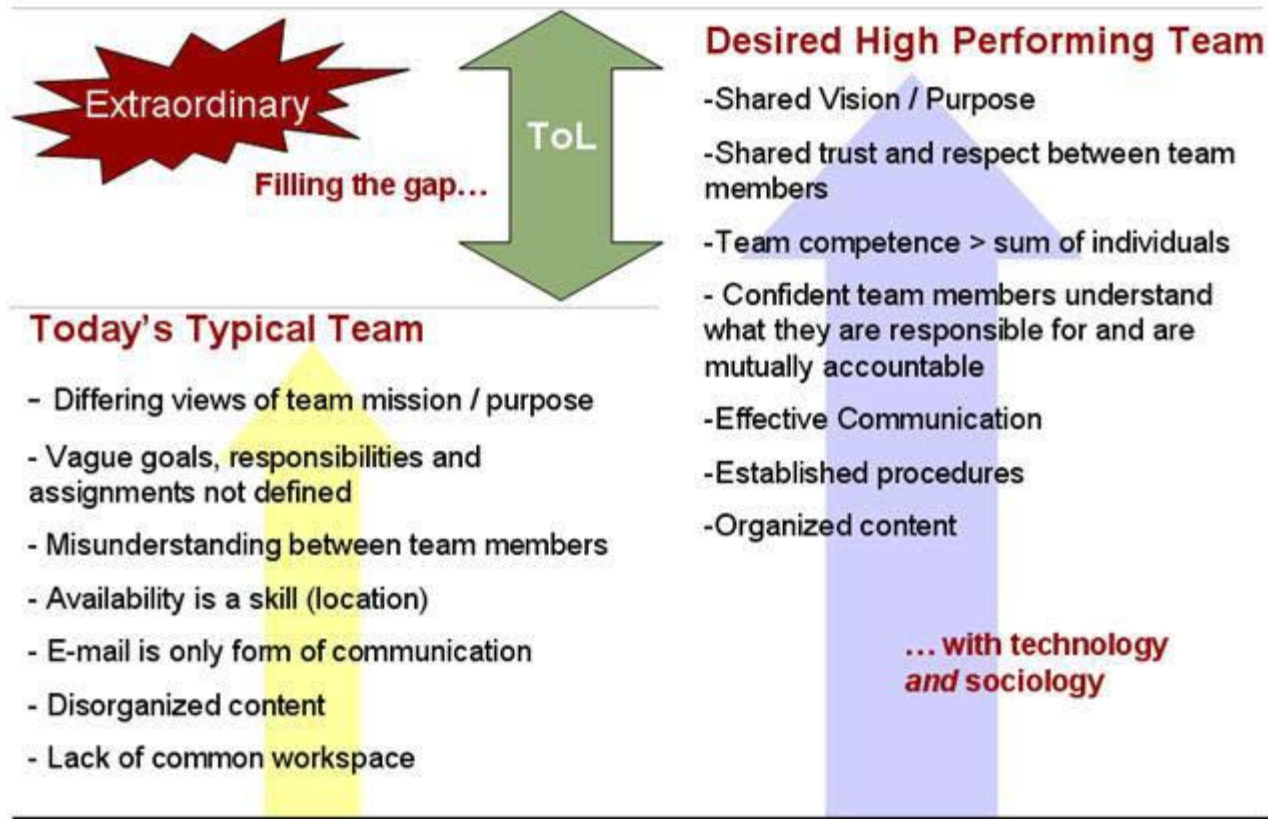 Extraordinary
Filling the gap...
ToL
Today's Typical Team
- Differing views of team mission / purpose
- Vague goals, responsibilities and
assignments not defined
- Misunderstanding between team members
- Availability is a skill (location)
- E-mail is only form of communication
- Disorganized content
- Lack of common workspace
Desired High Performing Team
-Shared Vision / Purpose
-Shared trust and respect between team
members
-Team competence > sum of individuals
- Confident team members understand
what they are responsible for and are
mutually accountable
-Effective Communication
-Established procedures
-Organized content
... with technology
and sociology